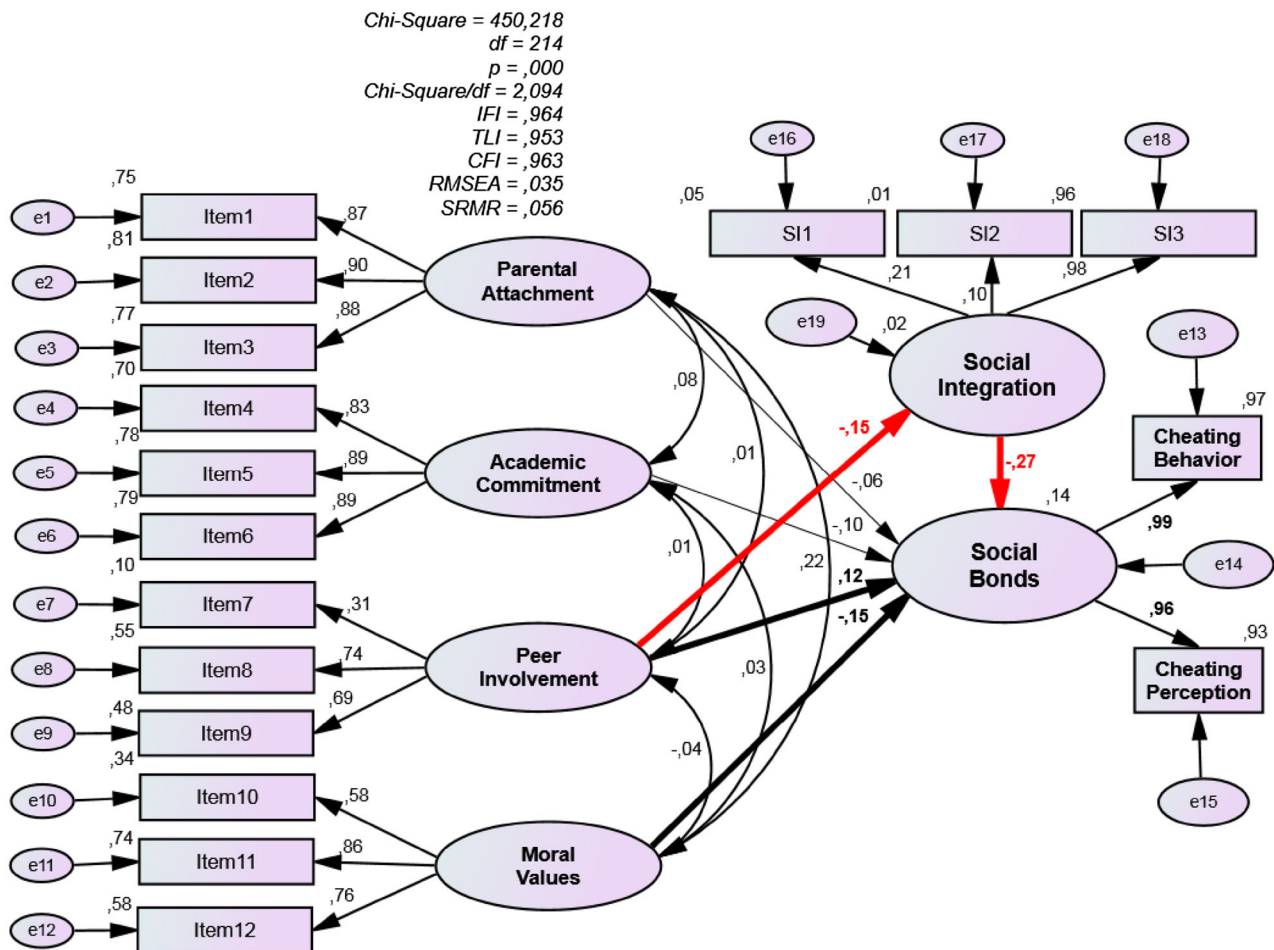 Chi-Square = 450,218
df = 214
p = ,000
Chi-Square/df = 2,094
IFI = ,964
TLI = ,953
CFI = ,963
RMSEA = ,035
SRMR = ,056
e16
e17
e18
,05
,01
,96
SI1
SI2
SI3
,21
,10
,98
e19
,02
Social
Integration
,75
e1
Item1
,87
,81
e2
Item2
,90
,77
e3
Item3
,88
Parental
Attachment
,70
e4
Item4
,83
,78
e5
Item5
,89
,79
e6
Item6
,89
Academic
Commitment
,10
e7
Item7
,31
,55
e8
Item8
,74
,48
e9
Item9
,69
Peer
Involvement
,34
e10
Item10
,58
,74
e11
Item11
,86
,58
e12
Item12
,76
Moral
Values
,08
,01
,01
,22
,03
-,04
-,15
-,06
-,10
,12
-,15
-,27
,14
Social
Bonds
e13
,97
Cheating
Behavior
,99
e14
,96
,93
Cheating
Perception
e15